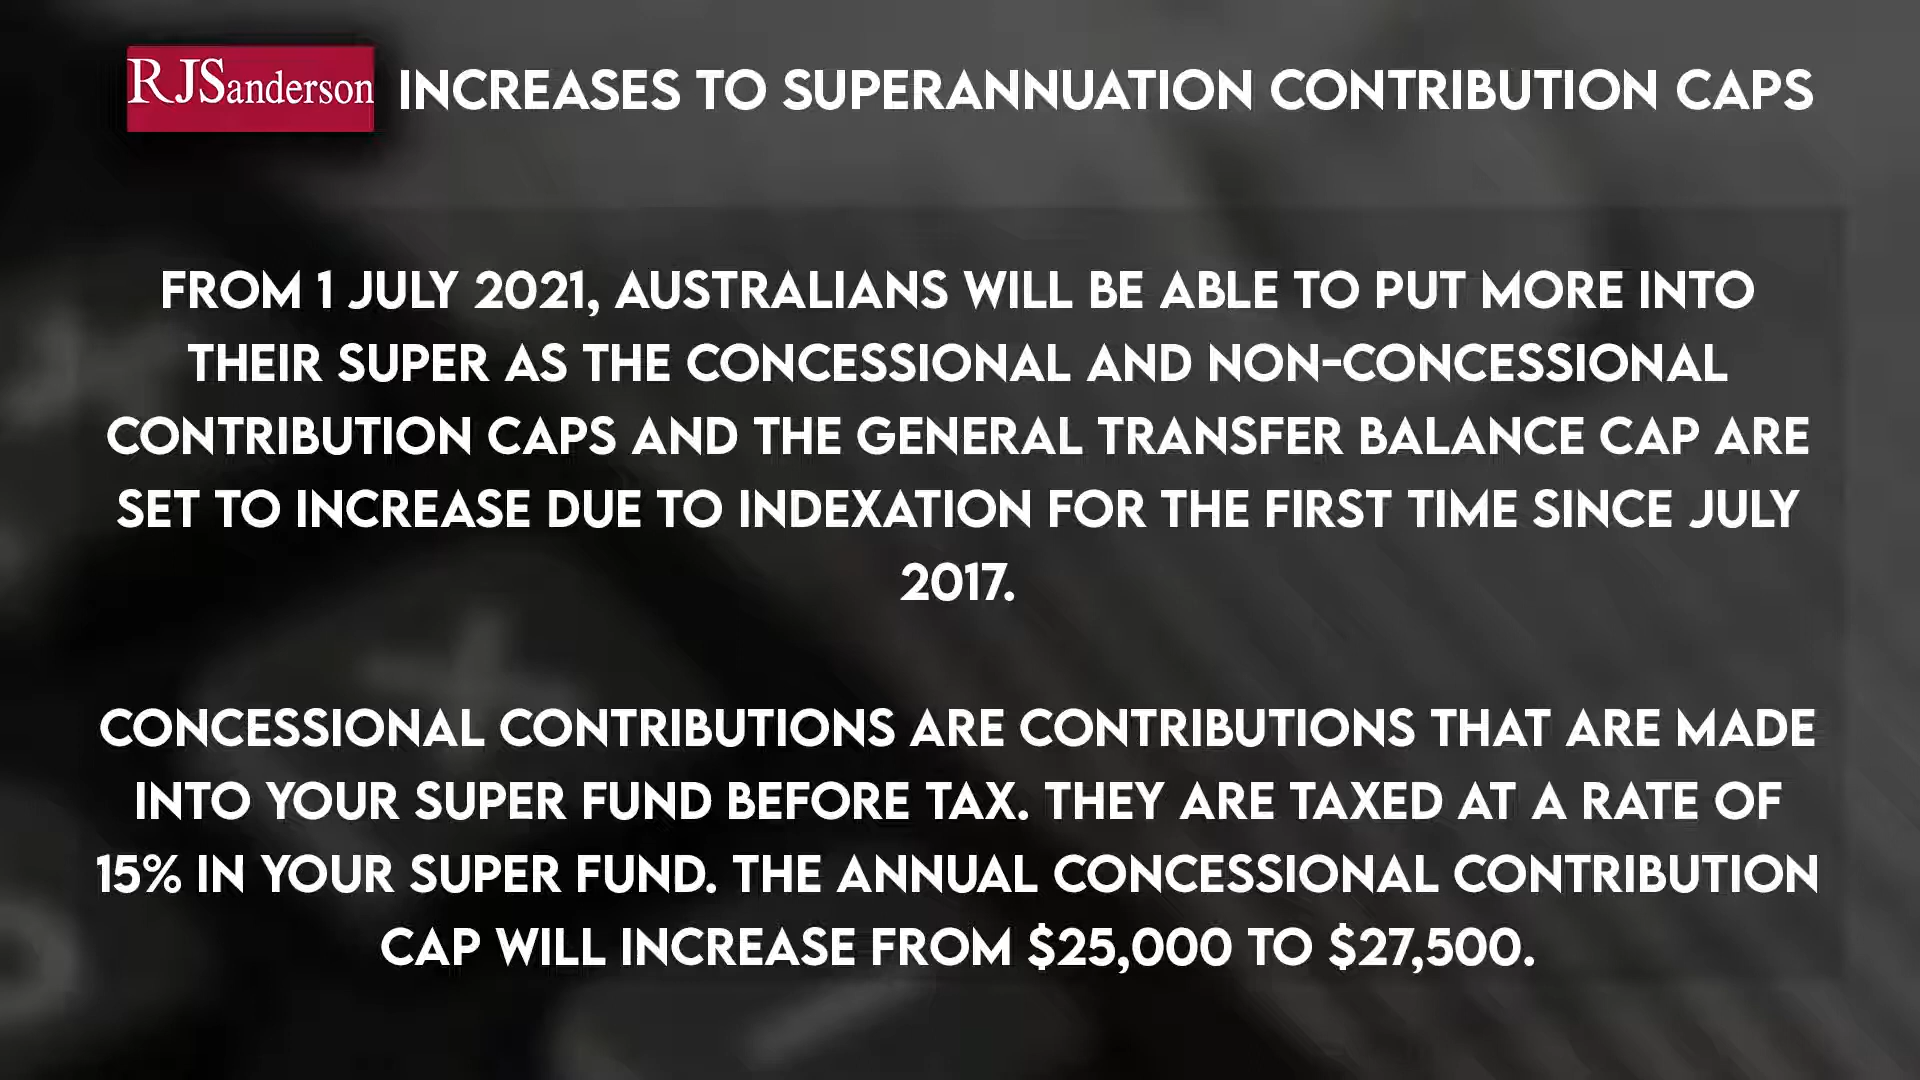 RJSanderson
INCREASES TO SUPERANNUATION CONTRIBUTION CAPS
FROM 1 JULY 2021, AUSTRALIANS WILL BE ABLE TO PUT MORE INTO
THEIR SUPER AS THE CONCESSIONAL AND NON-CONCESSIONAL
CONTRIBUTION CAPS AND THE GENERAL TRANSFER BALANCE CAP ARE
SET TO INCREASE DUE TO INDEXATION FOR THE FIRST TIME SINCE JULY
2017.
CONCESSIONAL CONTRIBUTIONS ARE CONTRIBUTIONS THAT ARE MADE
INTO YOUR SUPER FUND BEFORE TAX. THEY ARE TAXED AT A RATE OF
15% IN YOUR SUPER FUND. THE ANNUAL CONCESSIONAL CONTRIBUTION
CAP WILL INCREASE FROM $25,000 TO $27,500.